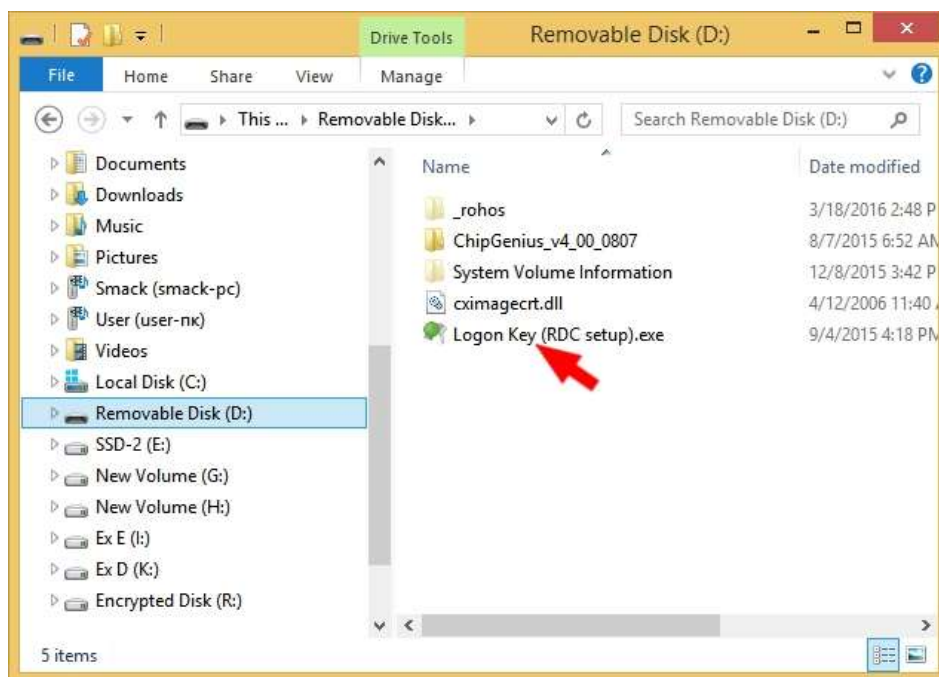 Drive Tools
Removable Disk (D:)
File Home Share View Manage
This ... Removable Disk... Search Removable Disk (D:)
Documents
Downloads
Music
Pictures
Smack (smack-pc)
User (user-пк)
Videos
Local Disk (C:)
Removable Disk (D:)
SSD-2 (E:)
New Volume (G:)
New Volume (H:)
Ex E (I:)
Ex D (K:)
Encrypted Disk (R:)
Name Date modified
_rohos 3/18/2016 2:48 P
ChipGenius_v4_00_0807 8/7/2015 6:52 AM
System Volume Information 12/8/2015 3:42 P
cximagecrt.dll 4/12/2006 11:40
Logon Key (RDC setup).exe 9/4/2015 4:18 PM
5 items